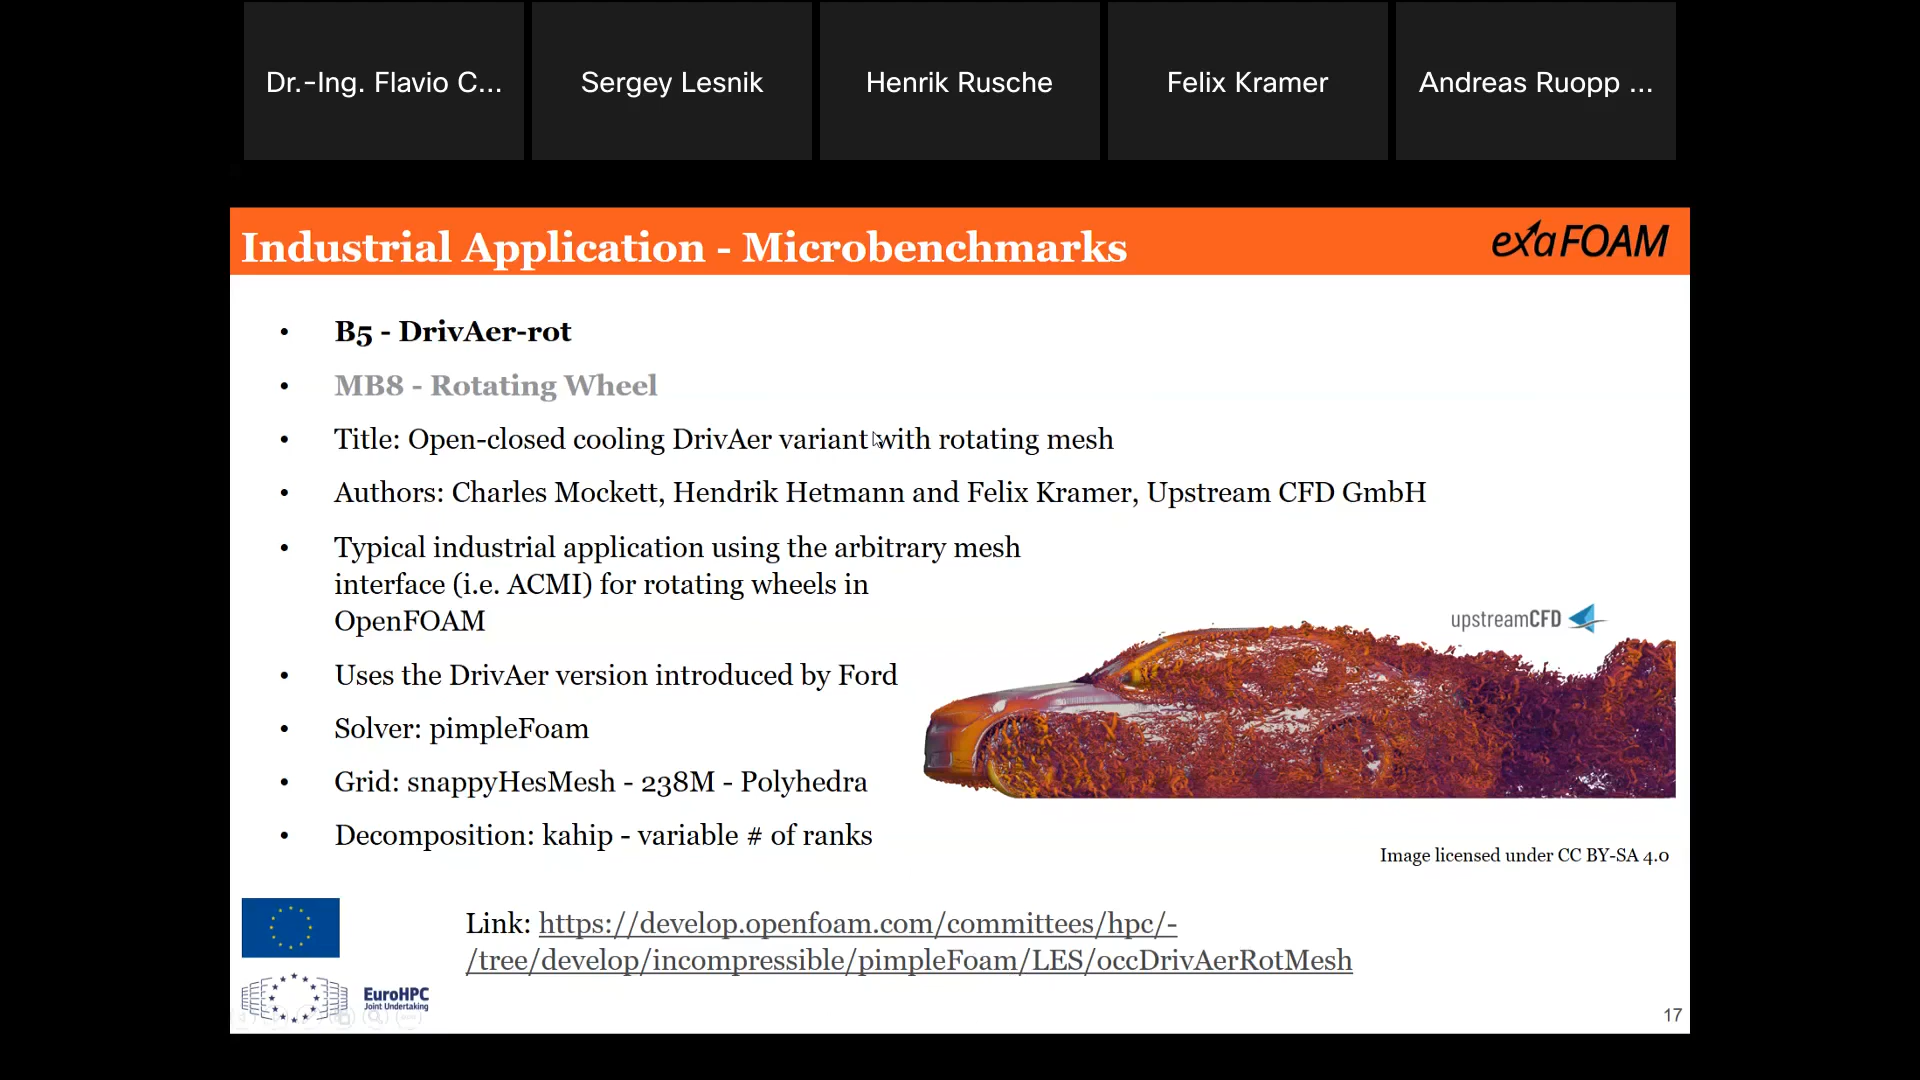 Dr.-Ing. Flavio C...
Sergey Lesnik
Henrik Rusche
Felix Kramer
Andreas Ruopp ...
Industrial Application - Microbenchmarks
exaFOAM
• B5 - DrivAer-rot
• MB8 - Rotating Wheel
• Title: Open-closed cooling DrivAer variant with rotating mesh
• Authors: Charles Mockett, Hendrik Hetmann and Felix Kramer, Upstream CFD GmbH
• Typical industrial application using the arbitrary mesh
interface (i.e. ACMI) for rotating wheels in
OpenFOAM
• Uses the DrivAer version introduced by Ford
• Solver: pimpleFoam
• Grid: snappyHesMesh - 238M - Polyhedra
• Decomposition: kahip - variable # of ranks
upstreamCFD
Image licensed under CC BY-SA 4.0
Link: https://develop.openfoam.com/committees/hpc/-
/tree/develop/incompressible/pimpleFoam/LES/occDrivAerRotMesh
EuroHPC
Joint Undertaking
17